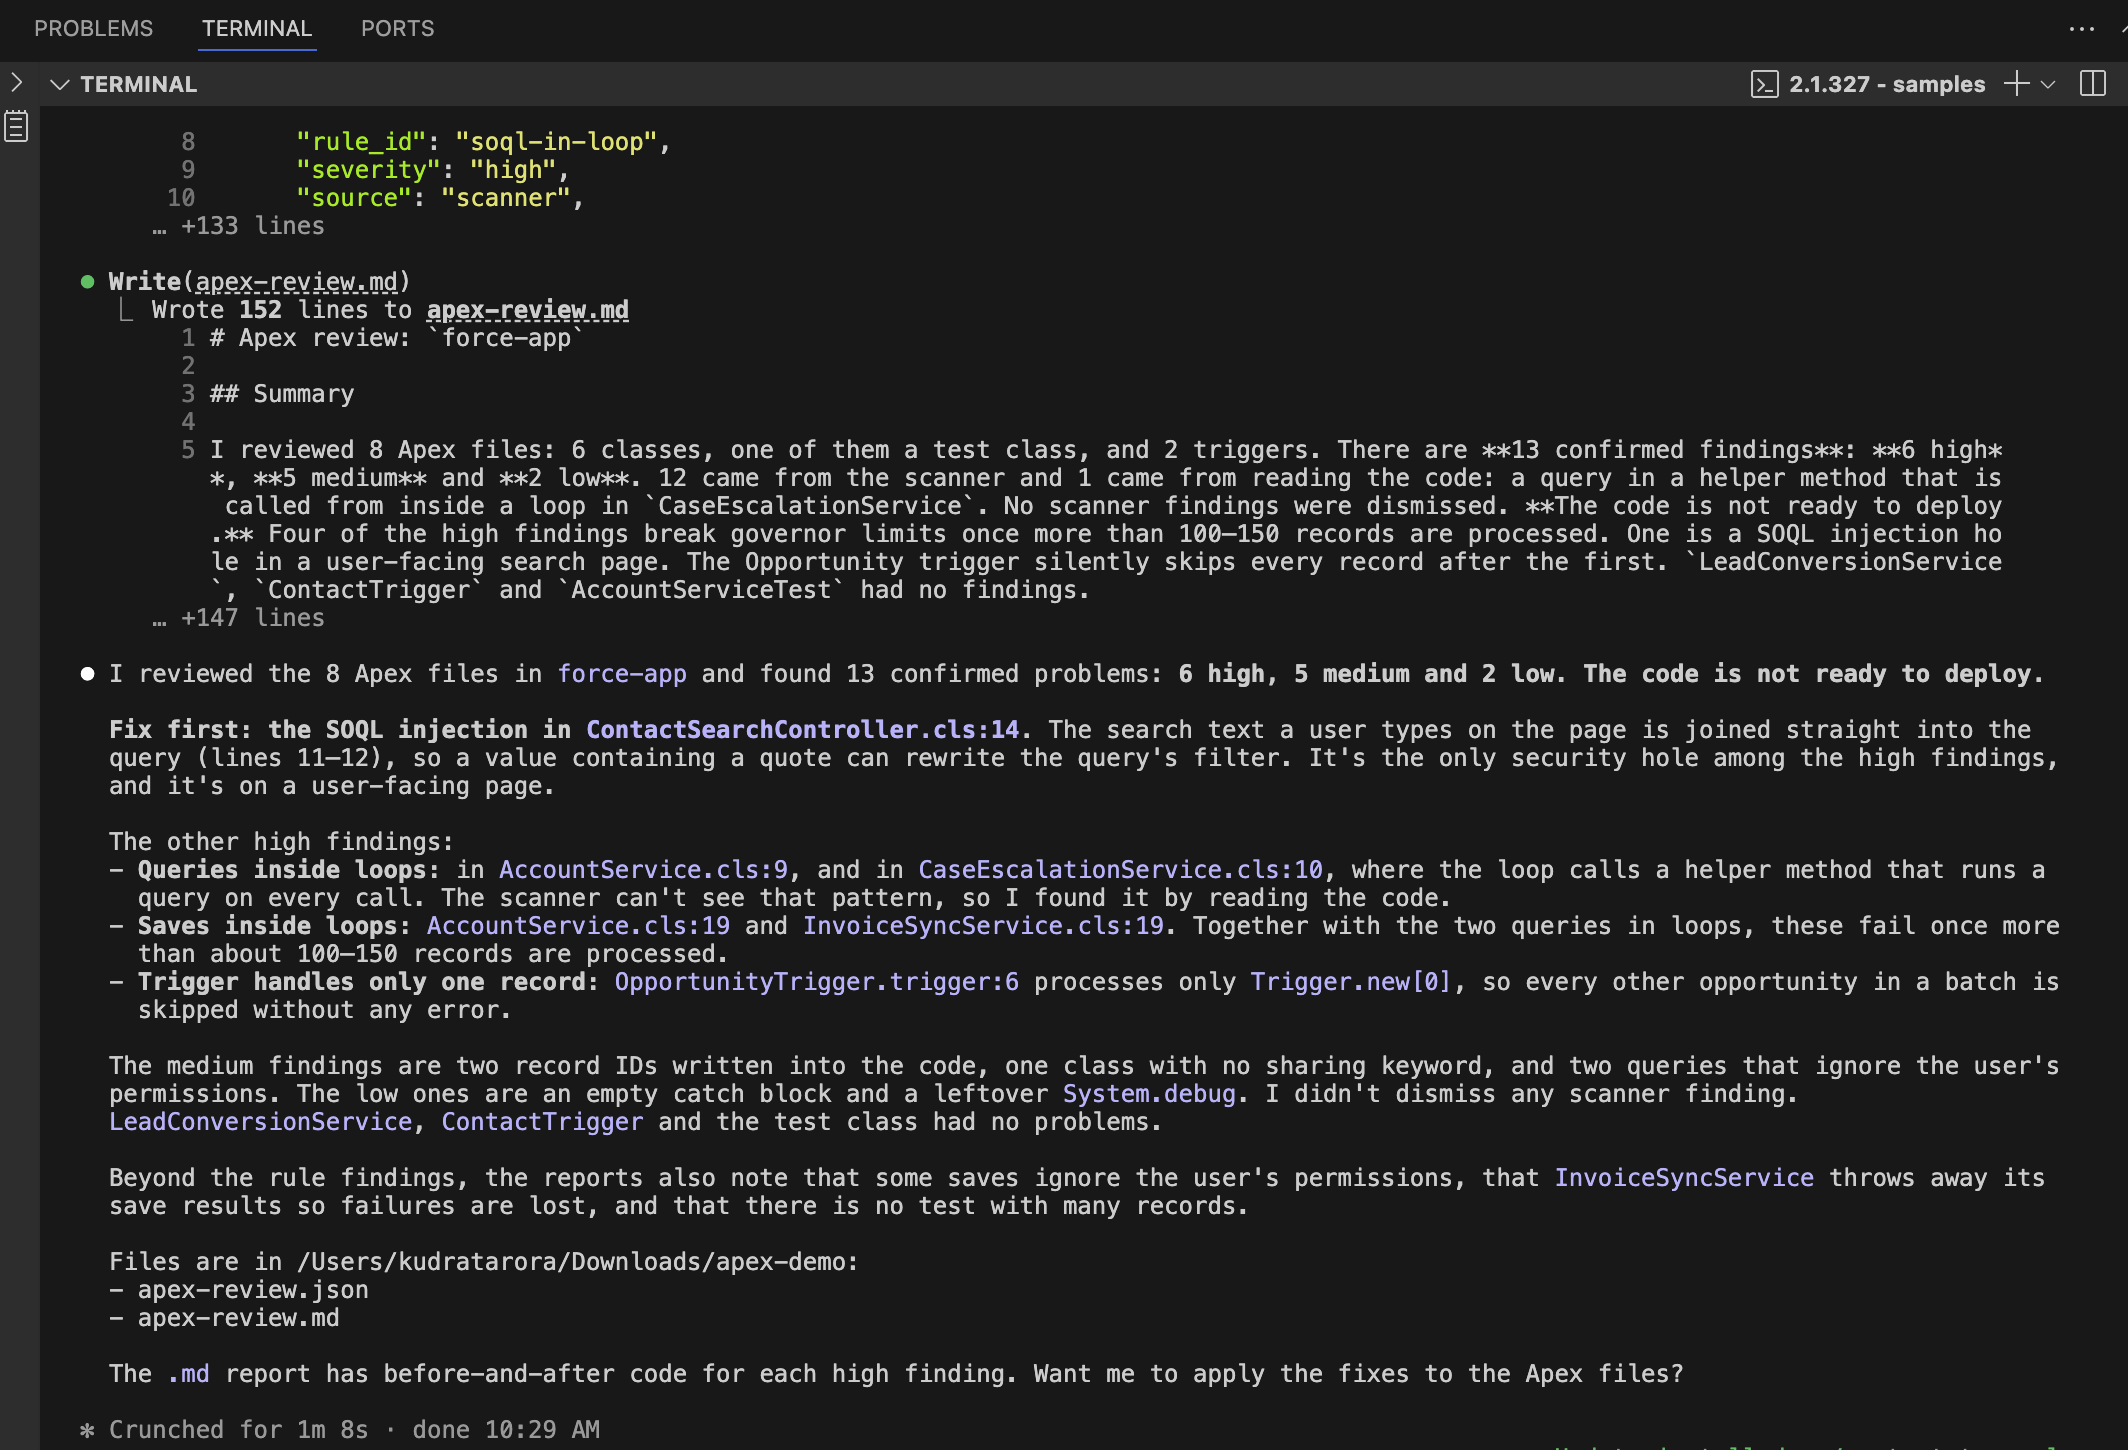 PROBLEMS TERMINAL PORTS
TERMINAL 2.1.327 - samples
8 "rule_id": "soql-in-loop",
9 "severity": "high",
10 "source": "scanner",
… +133 lines
Write(apex-review.md)
Wrote 152 lines to apex-review.md
1 # Apex review: `force-app`
2
3 ## Summary
4
5 I reviewed 8 Apex files: 6 classes, one of them a test class, and 2 triggers. There are **13 confirmed findings**: **6 high*
*, **5 medium** and **2 low**. 12 came from the scanner and 1 came from reading the code: a query in a helper method that is
called from inside a loop in `CaseEscalationService`. No scanner findings were dismissed. **The code is not ready to deploy
.** Four of the high findings break governor limits once more than 100–150 records are processed. One is a SOQL injection ho
le in a user-facing search page. The Opportunity trigger silently skips every record after the first. `LeadConversionService
`, `ContactTrigger` and `AccountServiceTest` had no findings.
… +147 lines
I reviewed the 8 Apex files in force-app and found 13 confirmed problems: 6 high, 5 medium and 2 low. The code is not ready to deploy.
Fix first: the SOQL injection in ContactSearchController.cls:14. The search text a user types on the page is joined straight into the
query (lines 11–12), so a value containing a quote can rewrite the query's filter. It's the only security hole among the high findings,
and it's on a user-facing page.
The other high findings:
- Queries inside loops: in AccountService.cls:9, and in CaseEscalationService.cls:10, where the loop calls a helper method that runs a
query on every call. The scanner can't see that pattern, so I found it by reading the code.
- Saves inside loops: AccountService.cls:19 and InvoiceSyncService.cls:19. Together with the two queries in loops, these fail once more
than about 100–150 records are processed.
- Trigger handles only one record: OpportunityTrigger.trigger:6 processes only Trigger.new[0], so every other opportunity in a batch is
skipped without any error.
The medium findings are two record IDs written into the code, one class with no sharing keyword, and two queries that ignore the user's
permissions. The low ones are an empty catch block and a leftover System.debug. I didn't dismiss any scanner finding.
LeadConversionService, ContactTrigger and the test class had no problems.
Beyond the rule findings, the reports also note that some saves ignore the user's permissions, that InvoiceSyncService throws away its
save results so failures are lost, and that there is no test with many records.
Files are in /Users/kudratarora/Downloads/apex-demo:
- apex-review.json
- apex-review.md
The .md report has before-and-after code for each high finding. Want me to apply the fixes to the Apex files?
✻ Crunched for 1m 8s · done 10:29 AM